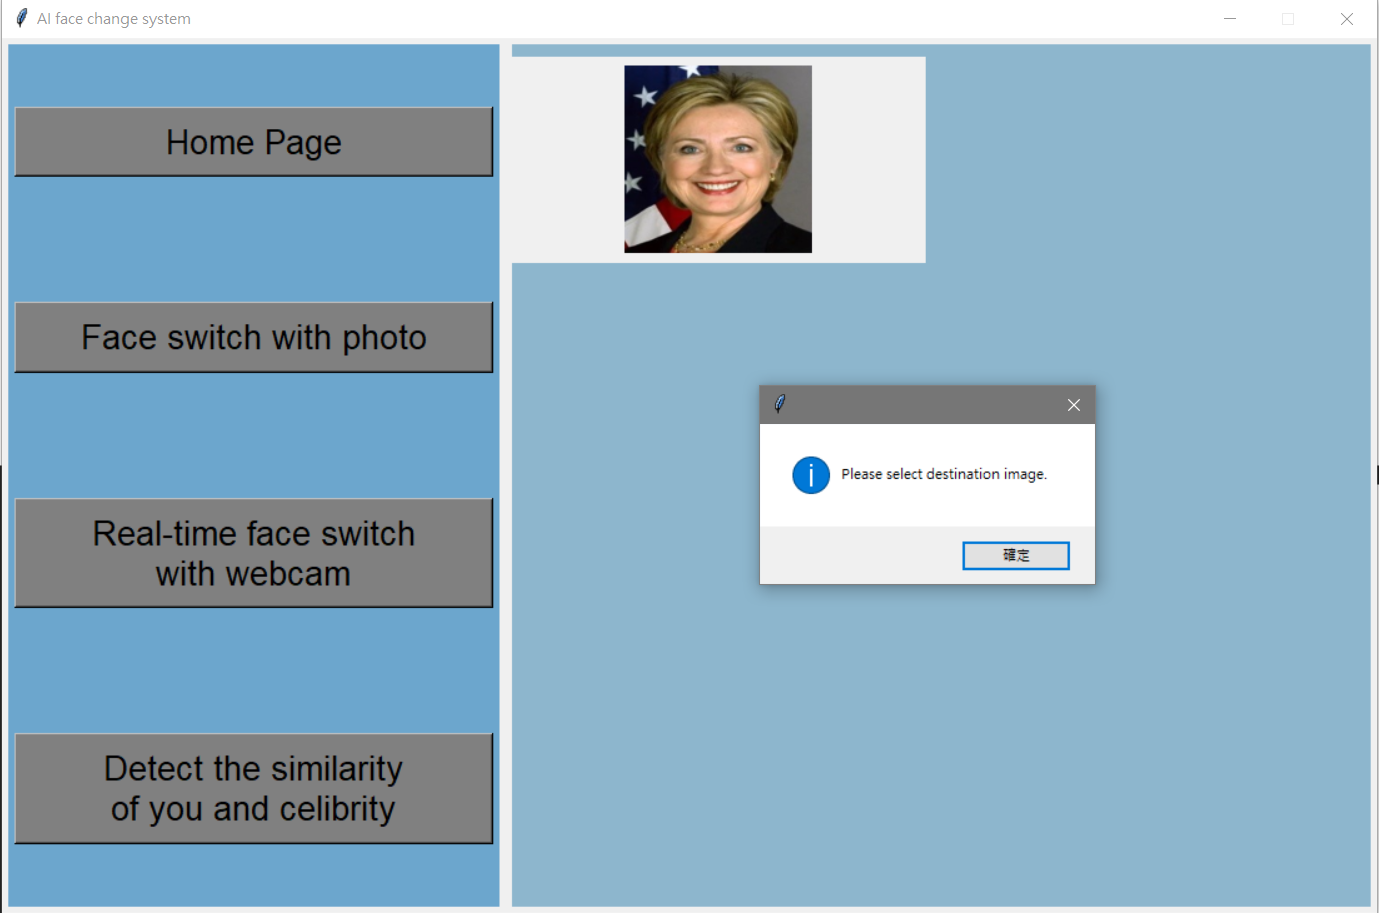 AI face change system
Home Page
Face switch with photo
Real-time face switch
with webcam
Detect the similarity
of you and celibrity
Please select destination image.
確定